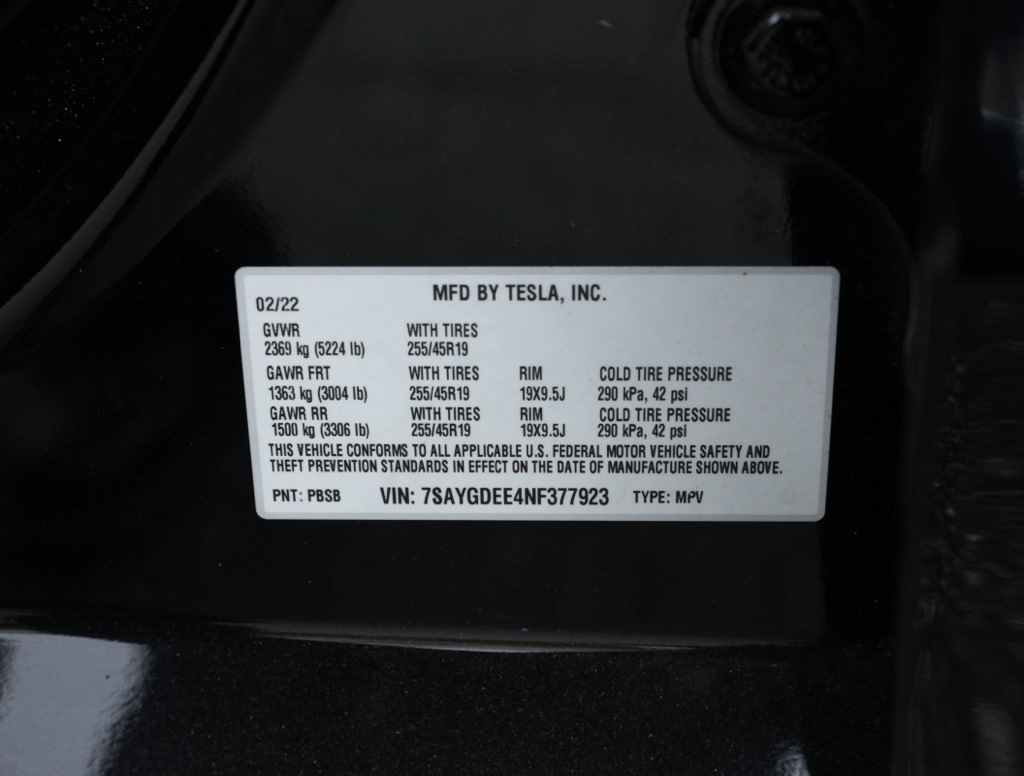 MFD BY TESLA, INC.
02/22
GVWR WITH TIRES
2369 kg (5224 lb) 255/45R19
GAWR FRT WITH TIRES RIM COLD TIRE PRESSURE
1363 kg (3004 lb) 255/45R19 19X9.5J 290 kPa, 42 psi
GAWR RR WITH TIRES RIM COLD TIRE PRESSURE
1500 kg (3306 lb) 255/45R19 19X9.5J 290 kPa, 42 psi
THIS VEHICLE CONFORMS TO ALL APPLICABLE U.S. FEDERAL MOTOR VEHICLE SAFETY AND
THEFT PREVENTION STANDARDS IN EFFECT ON THE DATE OF MANUFACTURE SHOWN ABOVE.
PNT: PBSB VIN: 7SAYGDEE4NF377923 TYPE: MPV